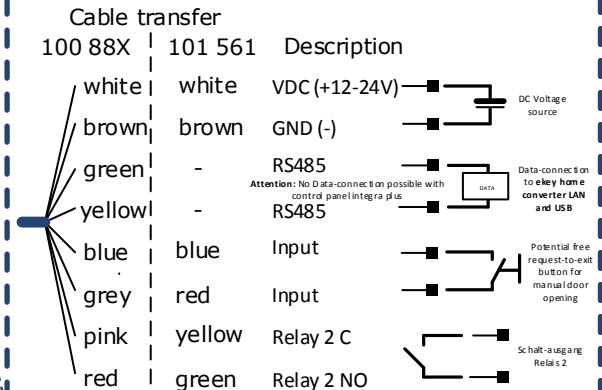 Cable transfer
100 88X 101 561 Description
white white VDC (+12-24V)
DC Voltage
source
brown brown GND (-)
green - RS485
Attention: No Data-connection possible with
control panel integra plus
yellow - RS485
DATA
Data-connection
to ekey home
converter LAN
and USB
blue blue Input
grey red Input
Potential free
request-to-exit
button for
manual door
opening
pink yellow Relay 2 C
red green Relay 2 NO
Schalt-ausgang
Relais 2